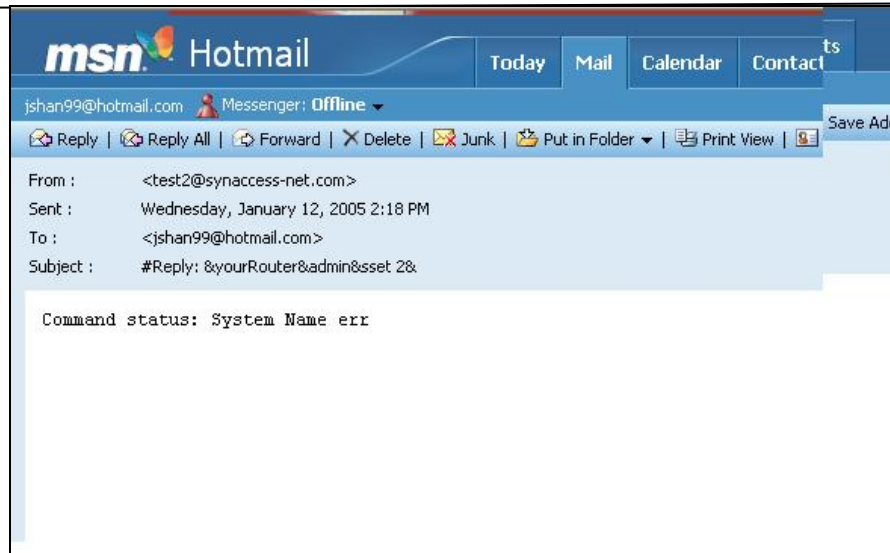 msn Hotmail
Today Mail Calendar Contact ts
jshan99@hotmail.com Messenger: Offline
Reply | Reply All | Forward | Delete | Junk | Put in Folder | Print View | Save Ad
From : <test2@synaccess-net.com>
Sent : Wednesday, January 12, 2005 2:18 PM
To : <jshan99@hotmail.com>
Subject : #Reply: &yourRouter&admin&sset 2&
Command status: System Name err